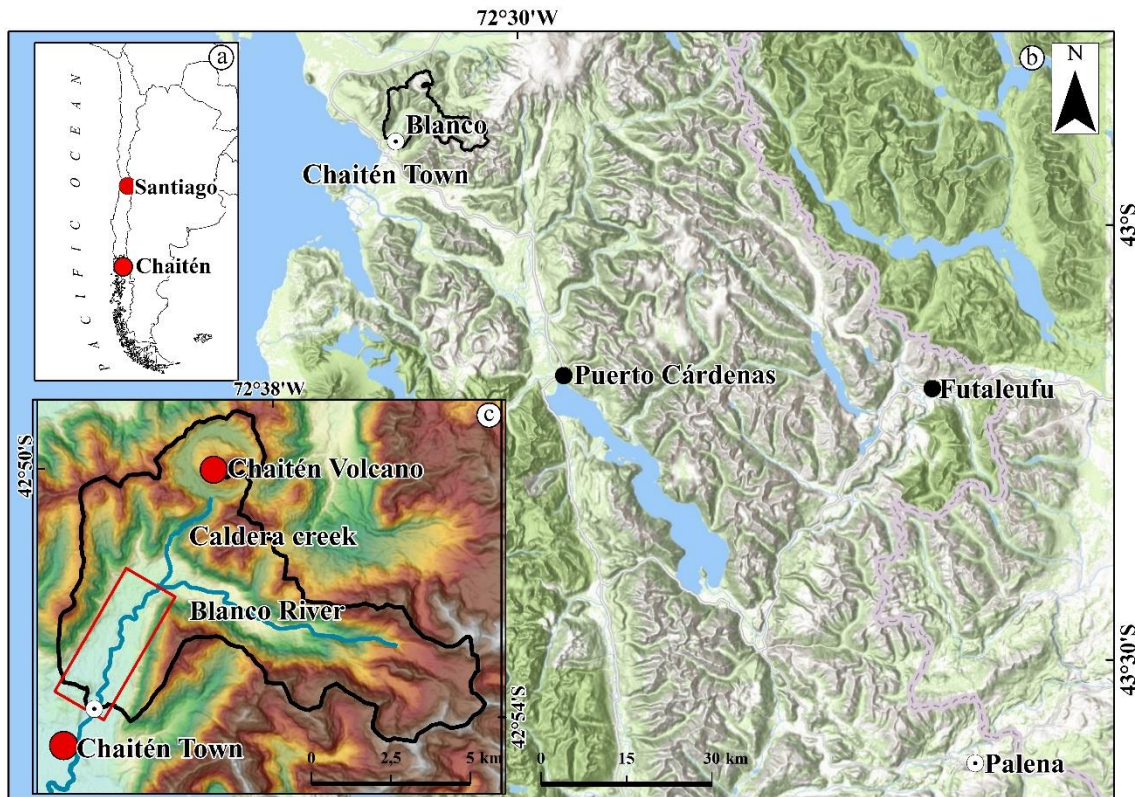 72°30'W
a
PACIFIC OCEAN
Santiago
Chaitén
b
N
Blanco
Chaitén Town
43°S
Puerto Cárdenas
Futaleufu
43°30'S
Palena
0 15 30 km
72°38'W
c
42°50'S
Chaitén Volcano
Caldera creek
Blanco River
42°54'S
Chaitén Town
0 2,5 5 km